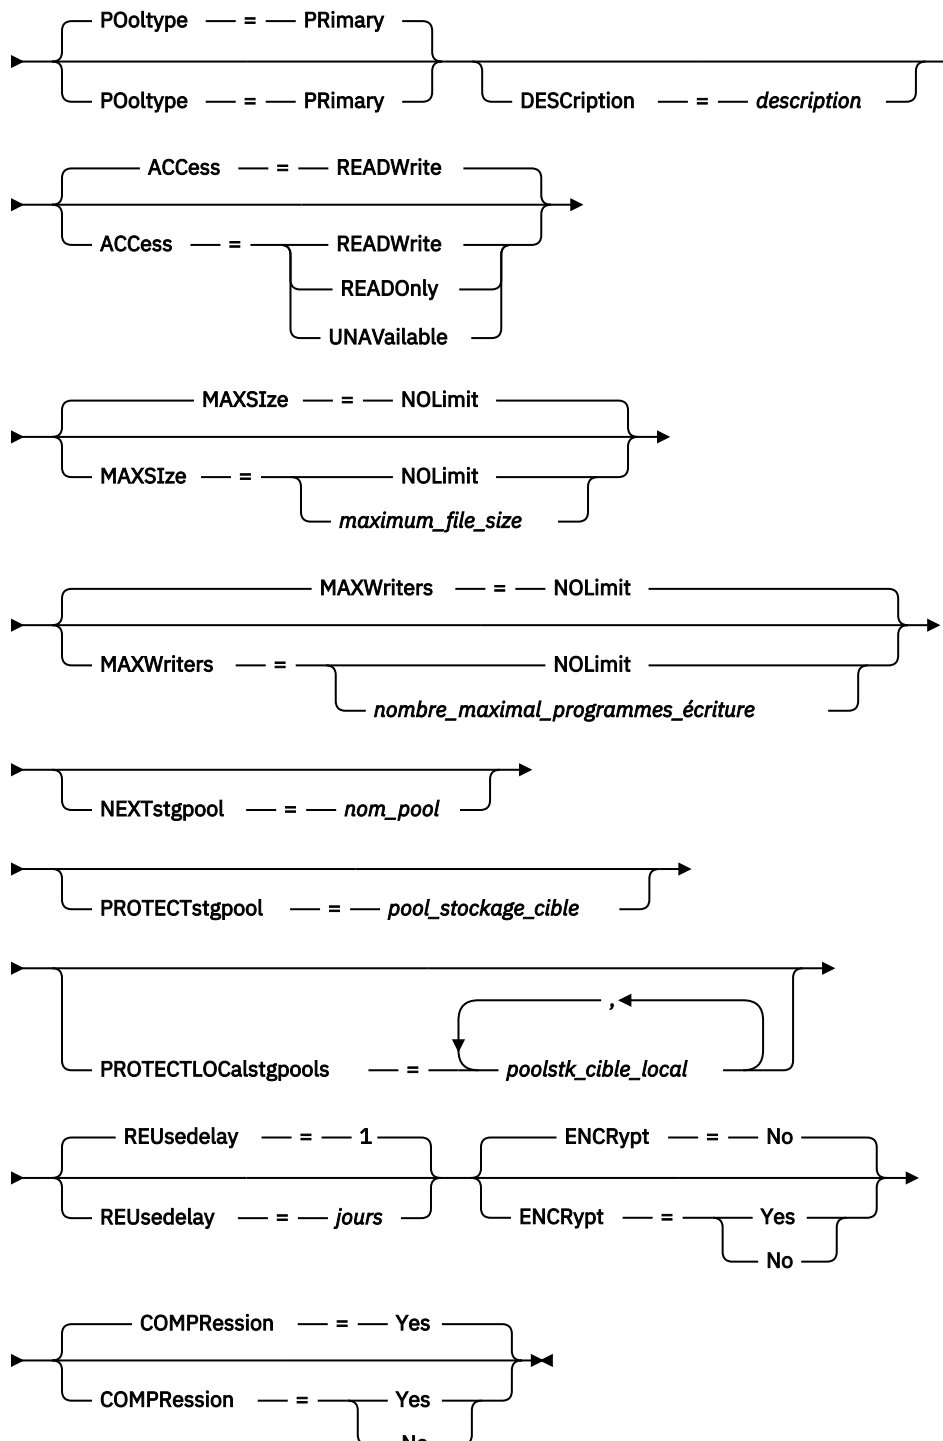 POoltype = PRimary
POoltype = PRimary
DESCription = description
ACCess = READWrite
ACCess = READWrite
READOnly
UNAVailable
MAXSIze = NOLimit
MAXSIze = NOLimit
maximum_file_size
MAXWriters = NOLimit
MAXWriters = NOLimit
nombre_maximal_programmes_écriture
NEXTstgpool = nom_pool
PROTECTstgpool = pool_stockage_cible
,
PROTECTLOCalstgpools = poolstk_cible_local
REUsedelay = 1
REUsedelay = jours
ENCRypt = No
ENCRypt = Yes
No
COMPRession = Yes
COMPRession = Yes
No